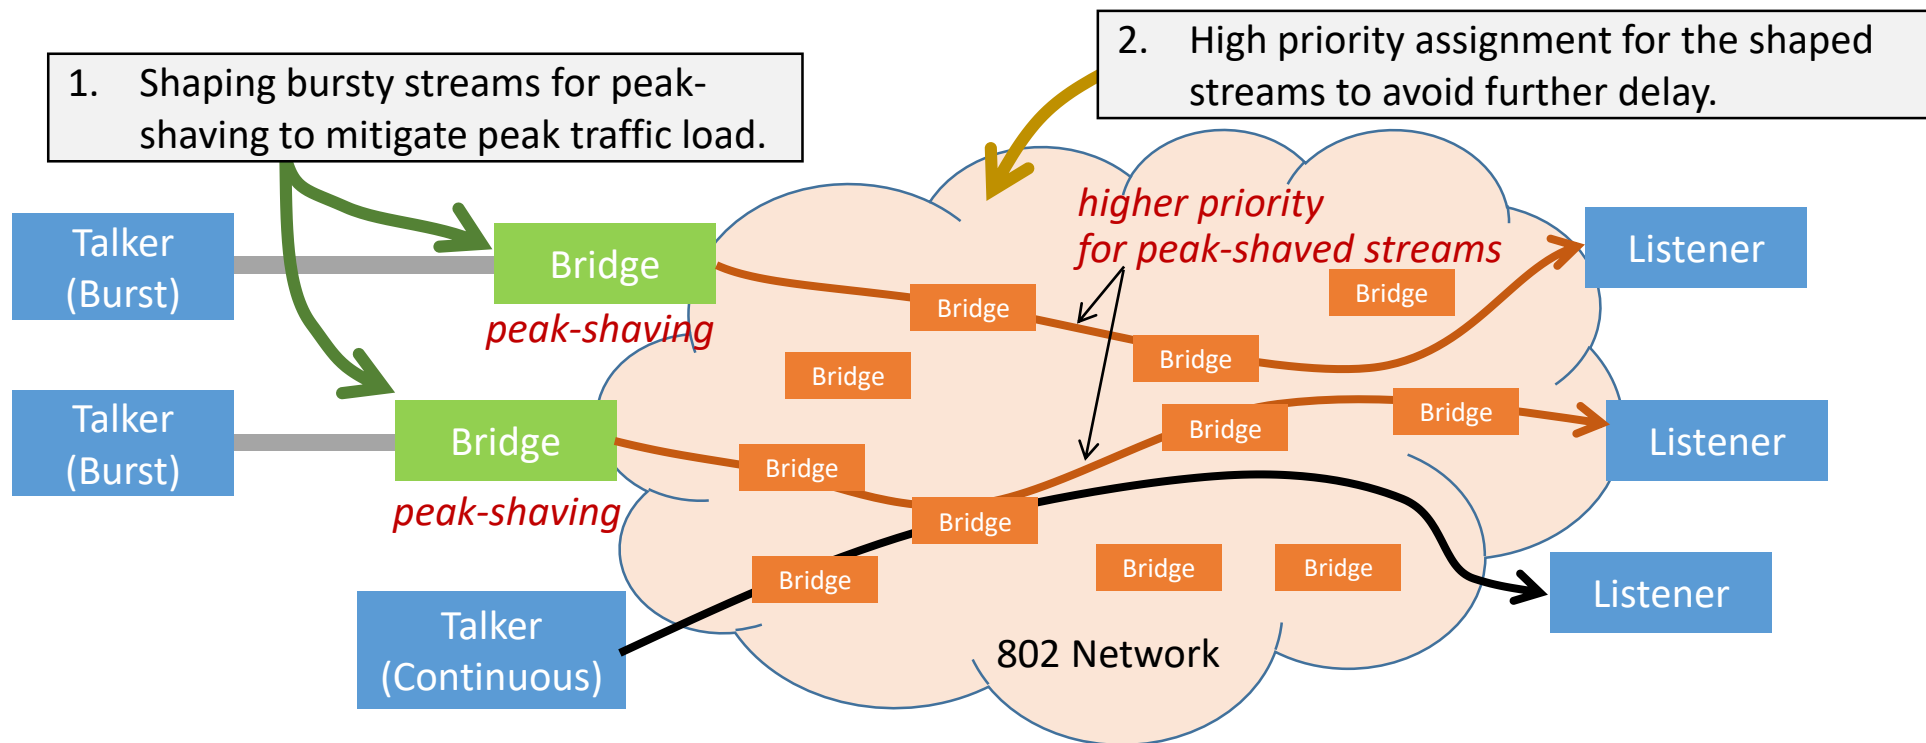 1. Shaping bursty streams for peak-
shaving to mitigate peak traffic load.
2. High priority assignment for the shaped
streams to avoid further delay.
Talker
(Burst)
Bridge
peak-shaving
higher priority
for peak-shaved streams
Bridge
Bridge
Bridge
Bridge
Listener
Talker
(Burst)
Bridge
peak-shaving
Bridge
Bridge
Bridge
Bridge
Listener
Talker
(Continuous)
Bridge
Bridge
Bridge
Listener
802 Network